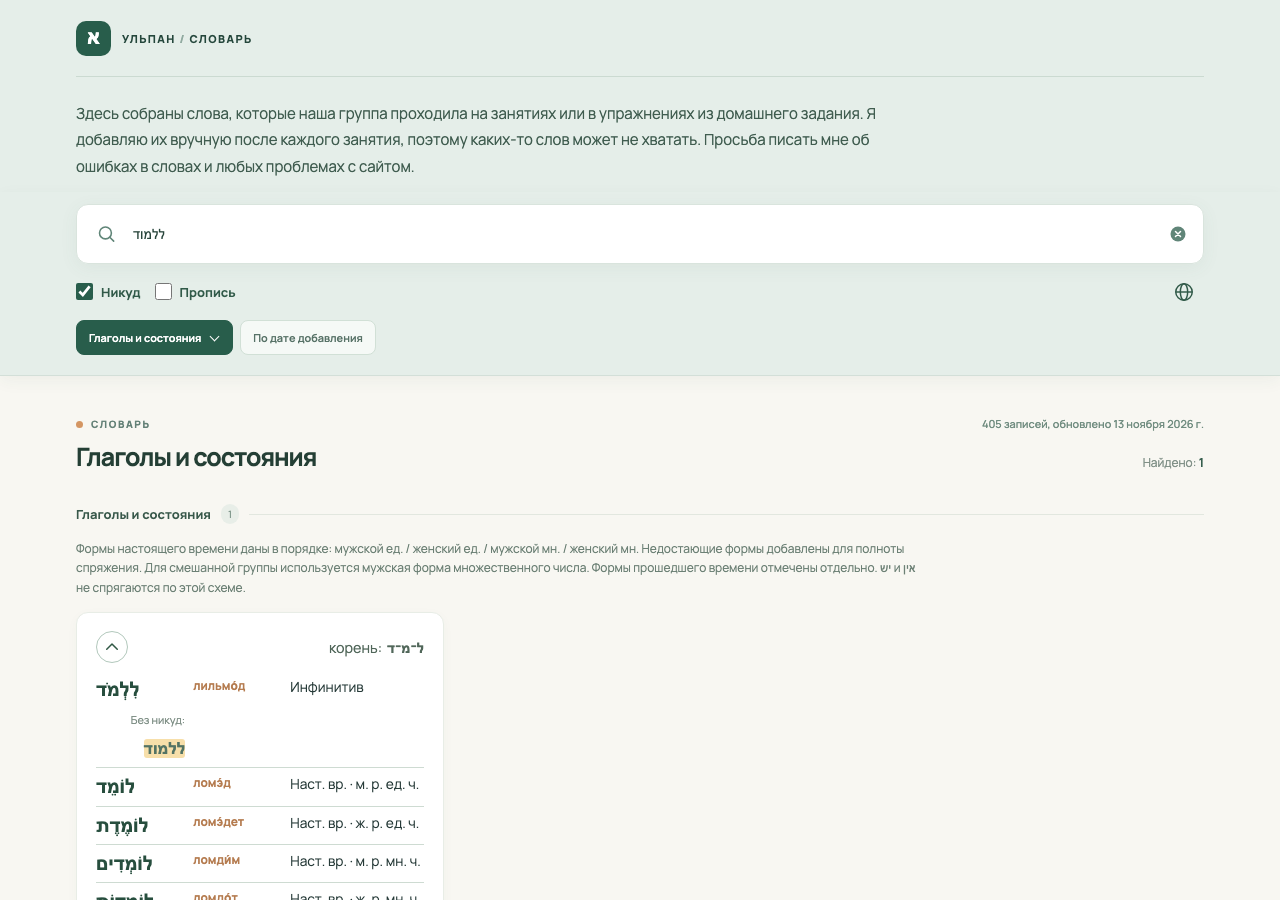 א УЛЬПАН / СЛОВАРЬ
Здесь собраны слова, которые наша группа проходила на занятиях или в упражнениях из домашнего задания. Я
добавляю их вручную после каждого занятия, поэтому каких-то слов может не хватать. Просьба писать мне об
ошибках в словах и любых проблемах с сайтом.
ללמוד
Никуд Пропись
Глаголы и состояния По дате добавления
СЛОВАРЬ 405 записей, обновлено 13 ноября 2026 г.
Глаголы и состояния Найдено: 1
Глаголы и состояния 1
Формы настоящего времени даны в порядке: мужской ед. / женский ед. / мужской мн. / женский мн. Недостающие формы добавлены для полноты
спряжения. Для смешанной группы используется мужская форма множественного числа. Формы прошедшего времени отмечены отдельно. יש и אין
не спрягаются по этой схеме.
корень: ל־מ־ד
לִלְמֹד лильмо́д Инфинитив
Без никуд:
ללמוד
לוֹמֵד ломэ́д Наст. вр. · м. р. ед. ч.
לוֹמֶדֶת ломэ́дет Наст. вр. · ж. р. ед. ч.
לוֹמְדִים ломди́м Наст. вр. · м. р. мн. ч.
לוֹמְדוֹת ломдо́т Наст. вр. · ж. р. мн. ч.